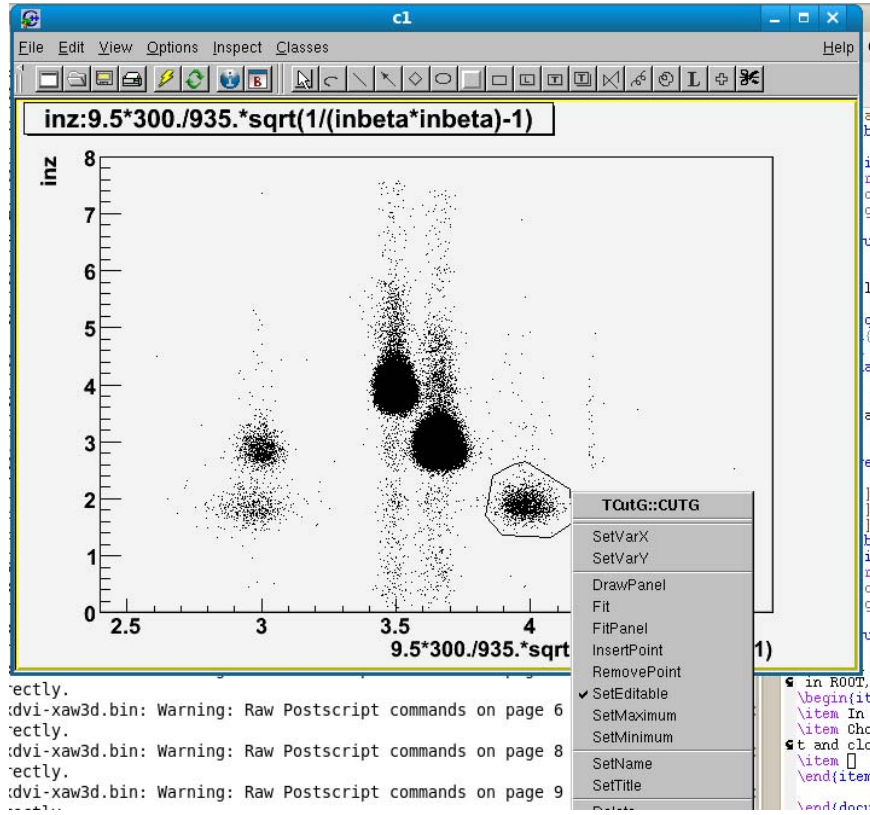 c1
File Edit View Options Inspect Classes Help
inz:9.5*300./935.*sqrt(1/(inbeta*inbeta)-1)
inz
8
7
6
5
4
3
2
1
0
2.5 3 3.5 4
9.5*300./935.*sqrt
1)
TCutG::CUTG
SetVarX
SetVarY
DrawPanel
Fit
FitPanel
InsertPoint
RemovePoint
SetEditable
SetMaximum
SetMinimum
SetName
SetTitle
Delete
rectly.
xdvi-xaw3d.bin: Warning: Raw Postscript commands on page 6
rectly.
xdvi-xaw3d.bin: Warning: Raw Postscript commands on page 8
rectly.
xdvi-xaw3d.bin: Warning: Raw Postscript commands on page 9
in ROOT,
\begin{it
\item In
\item Cho
t and clo
\item
\end{item
\end{docu